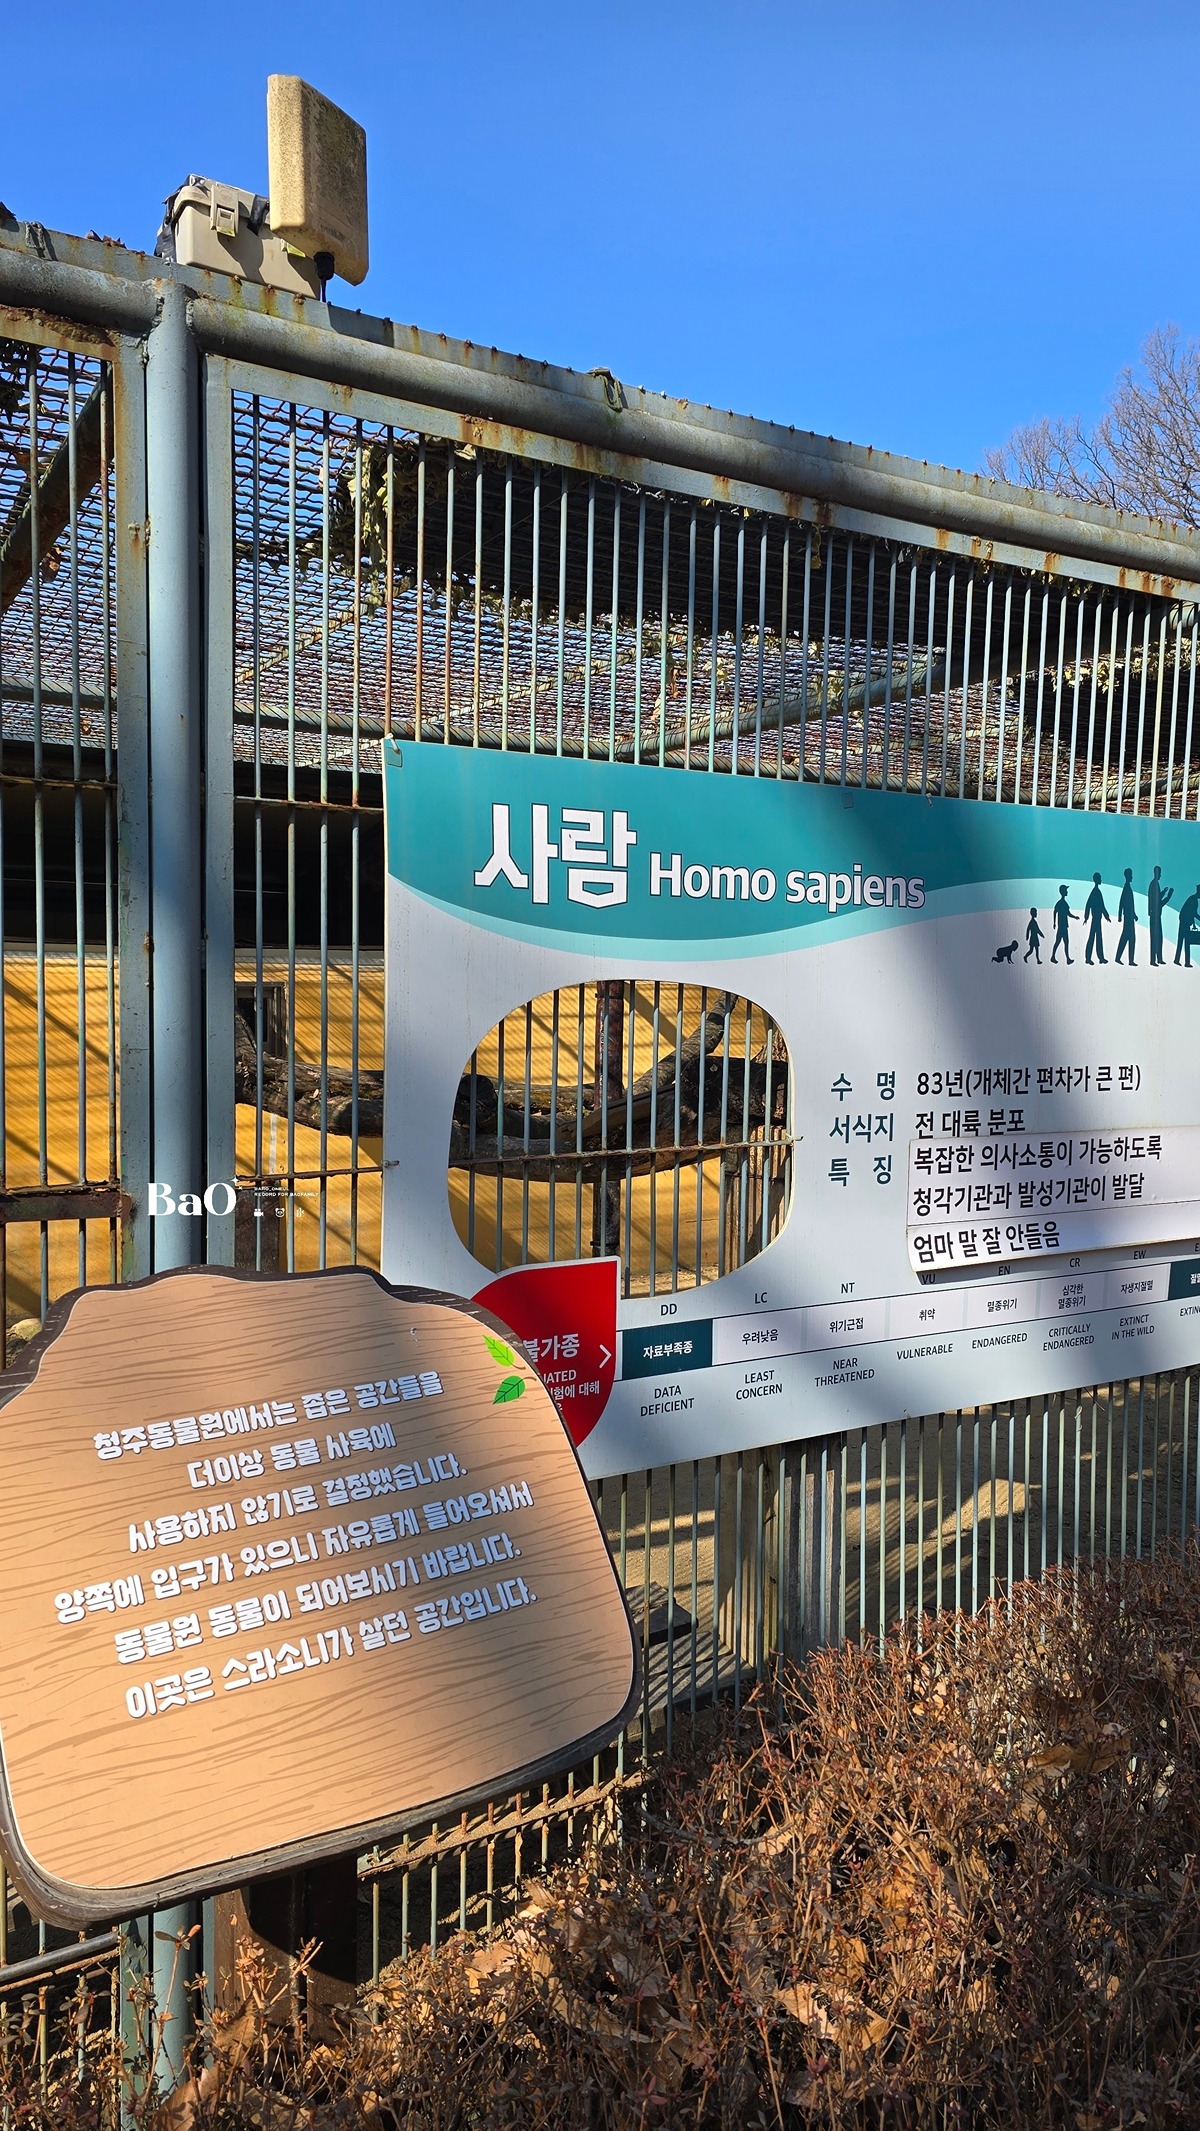 사람 Homo sapiens
수 명 83년(개체간 편차가 큰 편)
서식지 전 대륙 분포
특 징 복잡한 의사소통이 가능하도록
청각기관과 발성기관이 발달
엄마 말 잘 안들음
VU EN CR EW
DD LC NT
자료부족종 우려낮음 위기근접 취약 멸종위기 심각한 멸종위기 자생지절멸
DATA DEFICIENT
LEAST CONCERN
NEAR THREATENED
VULNERABLE
ENDANGERED
CRITICALLY ENDANGERED
EXTINCT IN THE WILD
불가종
대해
BaO
RECORD FOR BAOFAMILY
청주동물원에서는 좁은 공간들을
더이상 동물 사육에
사용하지 않기로 결정했습니다.
양쪽에 입구가 있으니 자유롭게 들어오셔서
동물원 동물이 되어보시기 바랍니다.
이곳은 스라소니가 살던 공간입니다.